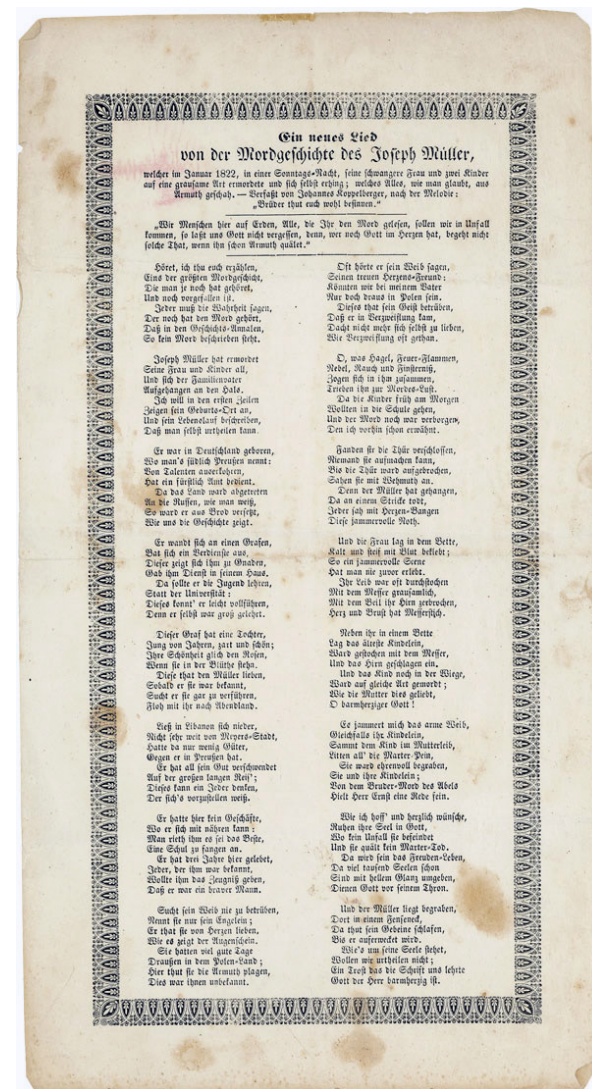 Ein neues Lied
von der Mordgeschichte des Joseph Müller,
welcher im Januar 1822, in einer Sonntags-Nacht, seine schwangere Frau und zwei Kinder
auf eine grausame Art ermordete und sich selbst erhing; welches Alles, wie man glaubt, aus
Armuth geschah. — Verfaßt von Johannes Koppelberger, nach der Melodie:
„Brüder thut euch wohl besinnen.“
„Wir Menschen hier auf Erden, Alle, die Ihr den Mord gelesen, sollen wir in Unfall
kommen, so laßt uns Gott nicht vergessen, denn, wer noch Gott im Herzen hat, begeht nicht
solche That, wenn ihn schon Armuth quälet.“
Höret, ich thu euch erzählen,
Eins der größten Mordgeschichte,
Die man je noch hat gehöret,
Und noch vorgefallen ist.
Jeder muß die Wahrheit sagen,
Der noch hat den Mord gehört,
Daß in den Geschichts-Annalen,
So kein Mord beschrieben steht.
Joseph Müller hat ermordet
Seine Frau und Kinder all,
Und sich der Familienvater
Aufgehangen an den Hals.
Ich will in den ersten Zeilen
Zeigen sein Geburts-Ort an,
Und sein Lebenslauf beschreiben,
Daß man selbst urtheilen kann.
Er war in Deutschland geboren,
Wo man's südlich Preußen nennt:
Von Talenten auserkohren,
Hat ein fürstlich Amt bedient.
Da das Land ward abgetreten
An die Russen, wie man weiß,
So ward er aus Brod versetzt,
Wie uns die Geschichte zeigt.
Er wandt sich an einen Grafen,
Bat sich ein Verdienste aus,
Dieser zeigt sich ihm zu Gnaden,
Gab ihm Dienst in seinem Haus.
Da sollte er die Jugend lehren,
Statt der Universität:
Dieses konnt' er leicht vollführen,
Denn er selbst war groß gelehrt.
Dieser Graf hat eine Tochter,
Jung von Jahren, zart und schön;
Ihre Schönheit glich den Rosen,
Wenn sie in der Blüthe stehn.
Diese that den Müller lieben,
Sobald er sie war bekannt,
Sucht er sie gar zu verführen,
Floh mit ihr nach Abendland.
Ließ in Libanon sich nieder,
Nicht sehr weit von Meyers-Stadt,
Hatte da nur wenig Güter,
Gegen er in Preußen hat.
Er hat all sein Gut verschwendet
Auf der großen langen Reis';
Dieses kann ein Jeder denken,
Der sich's vorzustellen weiß.
Er hatte hier kein Geschäfte,
Wo er sich mit nähren kann:
Man rieth ihm es sei das Beste,
Eine Schul zu fangen an.
Er hat drei Jahre hier gelebet,
Jeder, der ihm war bekannt,
Wollte ihm das Zeugniß geben,
Daß er war ein braver Mann.
Sucht sein Weib nie zu betrüben,
Nennt sie nur sein Engelein;
Er that sie von Herzen lieben,
Wie es zeigt der Augenschein.
Sie hatten viel gute Tage
Draußen in dem Polen-Land;
Hier thut sie die Armuth plagen,
Dies war ihnen unbekannt.
Oft hörte er sein Weib sagen,
Seinen treuen Herzens-Freund:
Könnten wir bei meinem Vater
Nur doch draus in Polen sein.
Dieses that sein Geist betrüben,
Daß er in Verzweiflung kam,
Dacht nicht mehr sich selbst zu lieben,
Wie Verzweiflung oft gethan.
O, was Hagel, Feuer-Flammen,
Nebel, Rauch und Finsterniß,
Zogen sich in ihm zusammen,
Trieben ihn zur Mordes-Lust.
Da die Kinder früh am Morgen
Wollten in die Schule gehen,
Und der Mord noch war verborgen,
Den ich vorhin schon erwähnt.
Fanden sie die Thür verschlossen,
Niemand sie aufmachen kann,
Bis die Thür ward aufgebrochen,
Sahen sie mit Wehmuth an.
Denn der Müller hat gehangen,
Da an einem Stricke todt,
Jeder sah mit Herzen-Bangen
Diese jammervolle Noth.
Und die Frau lag in dem Bette,
Kalt und steif mit Blut beklebt;
So ein jammervolle Scene
Hat man nie zuvor erlebt.
Ihr Leib war oft durchstochen
Mit dem Messer grausamlich,
Mit dem Beil ihr Hirn zerbrochen,
Herz und Brust hat Messerstich.
Neben ihr in einem Bette
Lag das älteste Kindelein,
Ward gestochen mit dem Messer,
Und das Hirn geschlagen ein.
Und das Kind noch in der Wiege,
Ward auf gleiche Art gemordt;
Wie die Mutter dies geliebt,
O barmherziger Gott!
Es jammert mich das arme Weib,
Gleichfalls ihr Kindelein,
Sammt dem Kind im Mutterleib,
Litten all' die Marter-Pein,
Sie ward ehrenvoll begraben,
Sie und ihre Kindelein;
Von dem Bruder-Mord des Abels
Hielt Herr Ernst eine Rede sein.
Wie ich hoff' und herzlich wünsche,
Ruhen ihre Seel in Gott,
Wo kein Unfall sie befeindet
Und sie quält kein Marter-Tod.
Da wird sein das Freuden-Leben,
Da viel tausend Seelen schon
Sind mit hellem Glanz umgeben,
Dienen Gott vor seinem Thron.
Und der Müller liegt begraben,
Dort in einem Fenseneck,
Da thut sein Gebeine schlafen,
Bis er auferwecket wird.
Wie's um seine Seele stehet,
Wollen wir urtheilen nicht;
Ein Trost das die Schrift uns lehrte
Gott der Herr barmherzig ist.